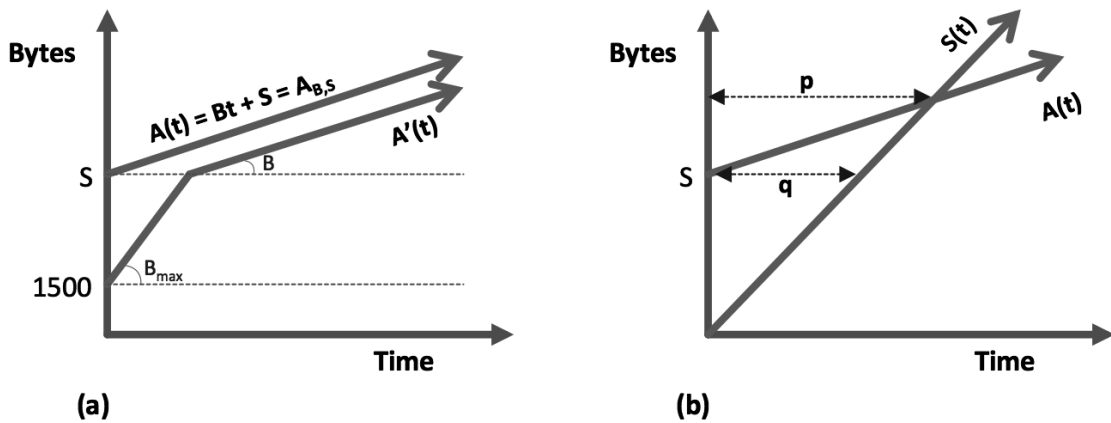 Bytes
A(t) = Bt + S = A_B,S
A’(t)
B
S
B_max
1500
Time
(a)
Bytes
S(t)
p
A(t)
S
q
Time
(b)